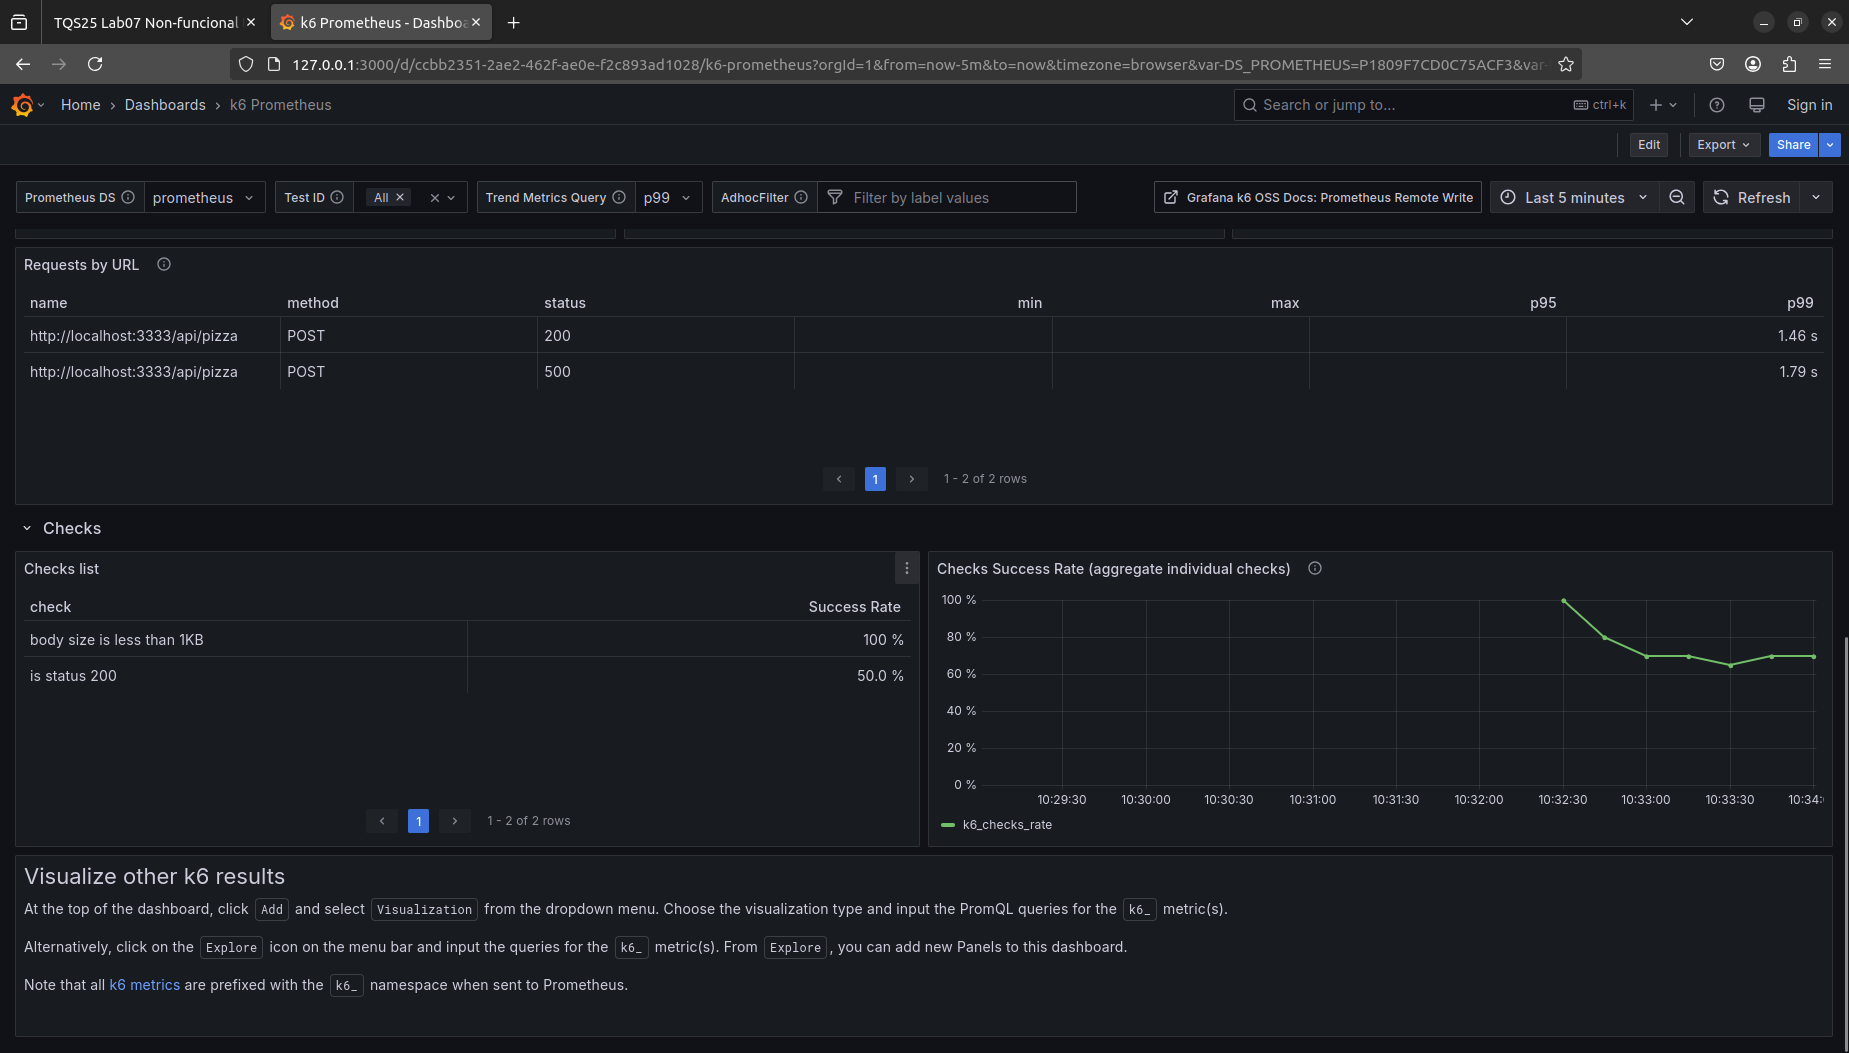 TQS25 Lab07 Non-funcional
k6 Prometheus - Dashboa
127.0.0.1:3000/d/ccbb2351-2ae2-462f-ae0e-f2c893ad1028/k6-prometheus?orgId=1&from=now-5m&to=now&timezone=browser&var-DS_PROMETHEUS=P1809F7CD0C75ACF3&var-
Home › Dashboards › k6 Prometheus
Search or jump to... ctrl+k
Sign in
Edit Export Share
Prometheus DS prometheus Test ID All Trend Metrics Query p99 AdhocFilter Filter by label values Grafana k6 OSS Docs: Prometheus Remote Write Last 5 minutes Refresh
Requests by URL
name method status min max p95 p99
http://localhost:3333/api/pizza POST 200 1.46 s
http://localhost:3333/api/pizza POST 500 1.79 s
1 1 - 2 of 2 rows
Checks
Checks list
check Success Rate
body size is less than 1KB 100 %
is status 200 50.0 %
1 1 - 2 of 2 rows
Checks Success Rate (aggregate individual checks)
100 %
80 %
60 %
40 %
20 %
0 %
10:29:30 10:30:00 10:30:30 10:31:00 10:31:30 10:32:00 10:32:30 10:33:00 10:33:30 10:34:
k6_checks_rate
Visualize other k6 results
At the top of the dashboard, click Add and select Visualization from the dropdown menu. Choose the visualization type and input the PromQL queries for the k6_ metric(s).
Alternatively, click on the Explore icon on the menu bar and input the queries for the k6_ metric(s). From Explore, you can add new Panels to this dashboard.
Note that all k6 metrics are prefixed with the k6_ namespace when sent to Prometheus.